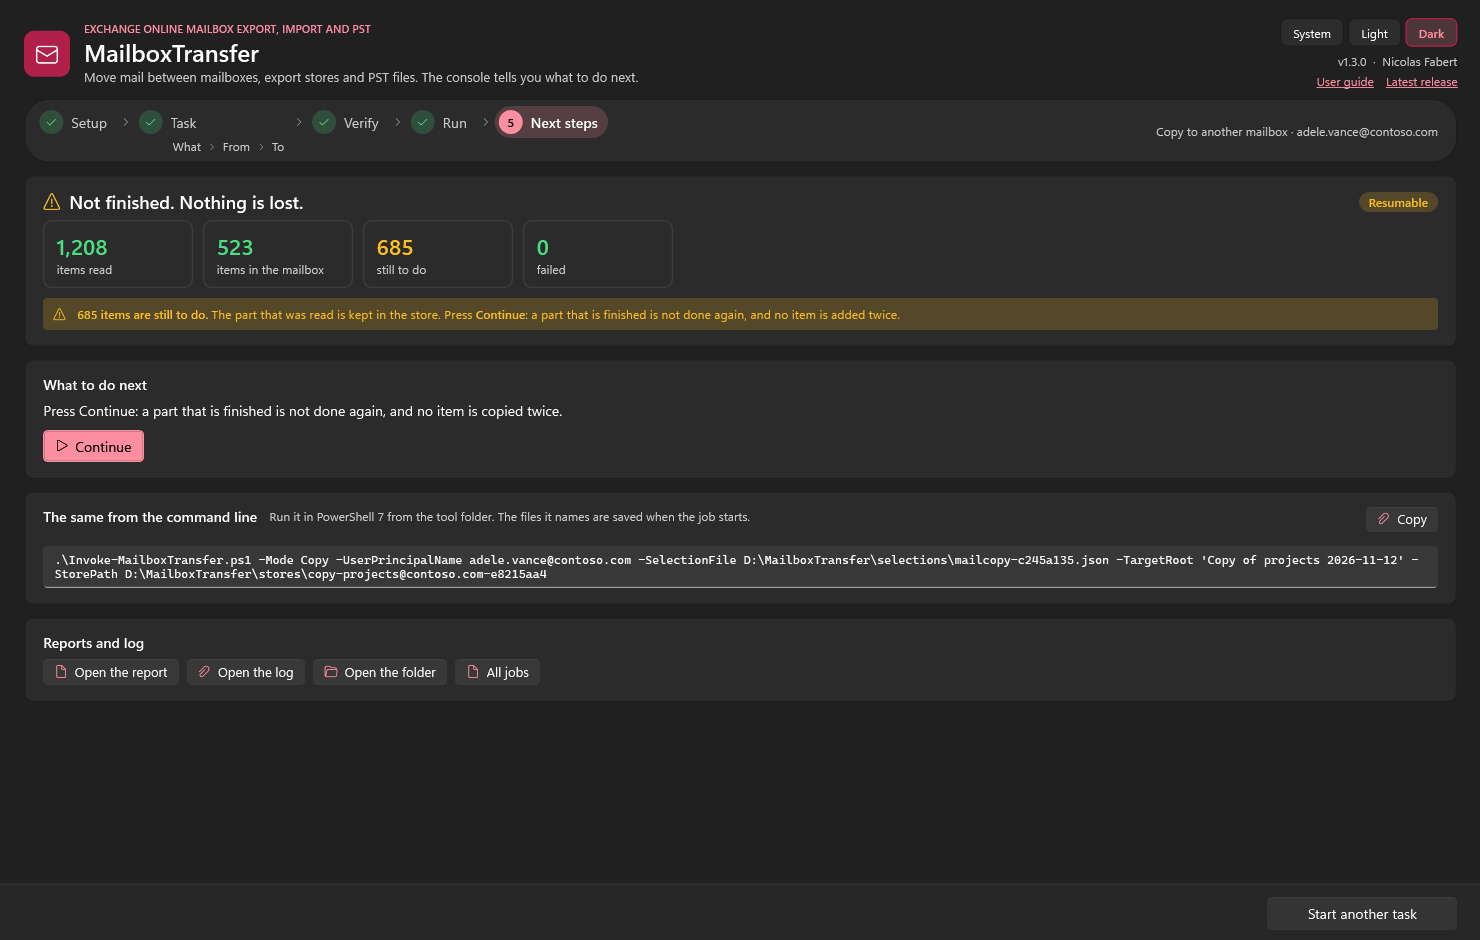 EXCHANGE ONLINE MAILBOX EXPORT, IMPORT AND PST
MailboxTransfer
Move mail between mailboxes, export stores and PST files. The console tells you what to do next.
System
Light
Dark
v1.3.0 · Nicolas Fabert
User guide
Latest release
Setup
Task
What
From
To
Verify
Run
5
Next steps
Copy to another mailbox · adele.vance@contoso.com
Not finished. Nothing is lost.
Resumable
1,208
items read
523
items in the mailbox
685
still to do
0
failed
685 items are still to do. The part that was read is kept in the store. Press Continue: a part that is finished is not done again, and no item is added twice.
What to do next
Press Continue: a part that is finished is not done again, and no item is copied twice.
Continue
The same from the command line
Run it in PowerShell 7 from the tool folder. The files it names are saved when the job starts.
Copy
.\Invoke-MailboxTransfer.ps1 -Mode Copy -UserPrincipalName adele.vance@contoso.com -SelectionFile D:\MailboxTransfer\selections\mailcopy-c245a135.json -TargetRoot 'Copy of projects 2026-11-12' -
StorePath D:\MailboxTransfer\stores\copy-projects@contoso.com-e8215aa4
Reports and log
Open the report
Open the log
Open the folder
All jobs
Start another task